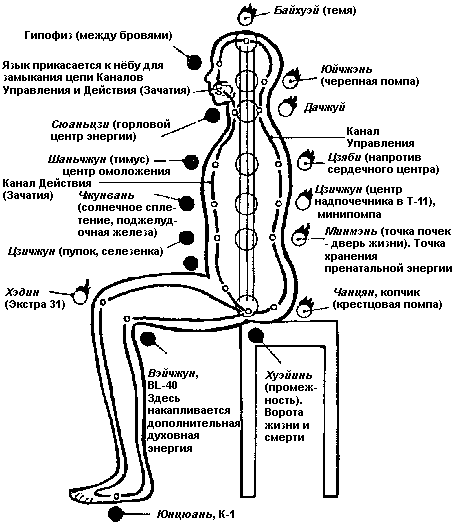 Байхуэй (темя)
Гипофиз (между бровями)
Язык прикасается к нёбу для
замыкания цепи Каналов
Управления и Действия (Зачатия)
Юйчжэнь
(черепная помпа)
Дачжуй
Сюаньцзи (горловой
центр энергии)
Канал
Управления
Шаньчжун (тимус)
центр омоложения
Цзяби (напротив
сердечного центра)
Канал Действия
(Зачатия)
Чжунвань
(солнечное спле-
тение, поджелуд-
очная железа)
Цзичжун (центр
надпочечника в Т-11),
минипомпа
Цзичжун (пупок, селезенка)
Минмэнь (точка почек
- дверь жизни). Точка
хранения
пренатальной энергии
Хэдин
(Экстра 31)
Чанцян, копчик
(крестцовая помпа)
Вэйчжун,
BL-40
Здесь
накапливается
дополнительная
духовная
энергия
Хуэйинь
(промеж-
ность).
Ворота
жизни и
смерти
Юнцюань, К-1